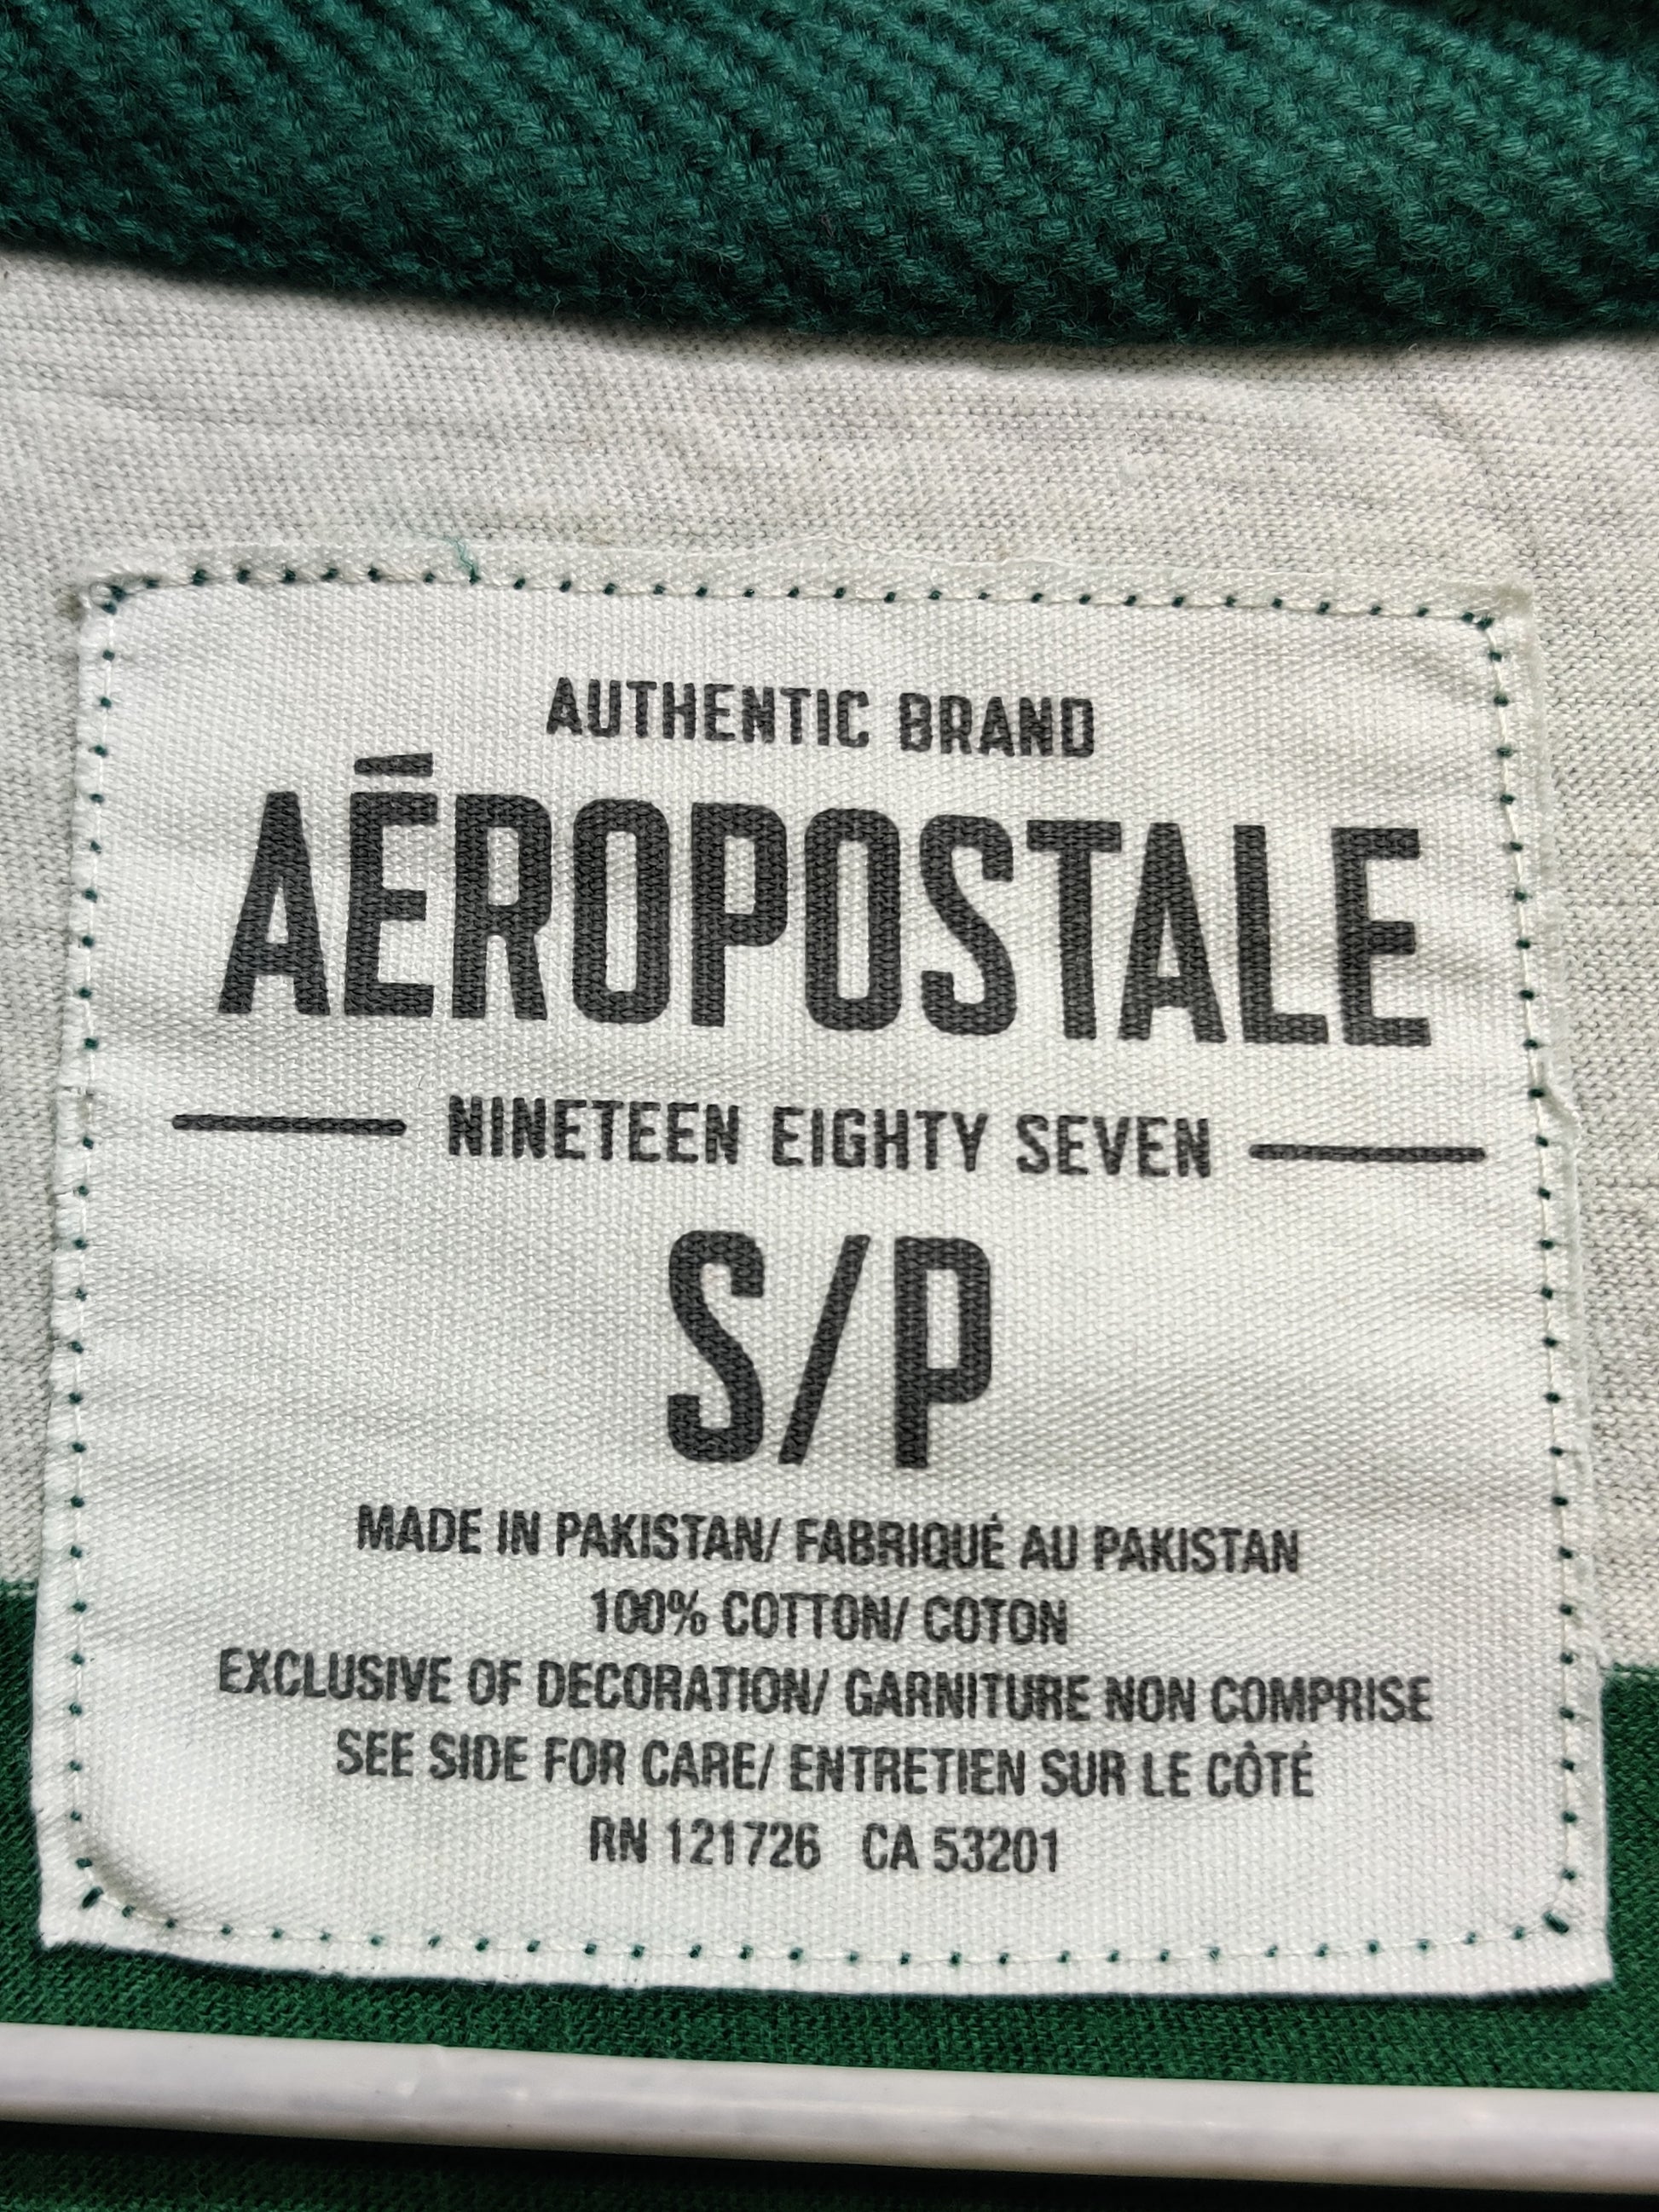 AUTHENTIC BRAND
AÉROPOSTALE
NINETEEN EIGHTY SEVEN
S/P
MADE IN PAKISTAN/ FABRIQUÉ AU PAKISTAN
100% COTTON/ COTON
EXCLUSIVE OF DECORATION/ GARNITURE NON COMPRISE
SEE SIDE FOR CARE/ ENTRETIEN SUR LE CÔTÉ
RN 121726 CA 53201